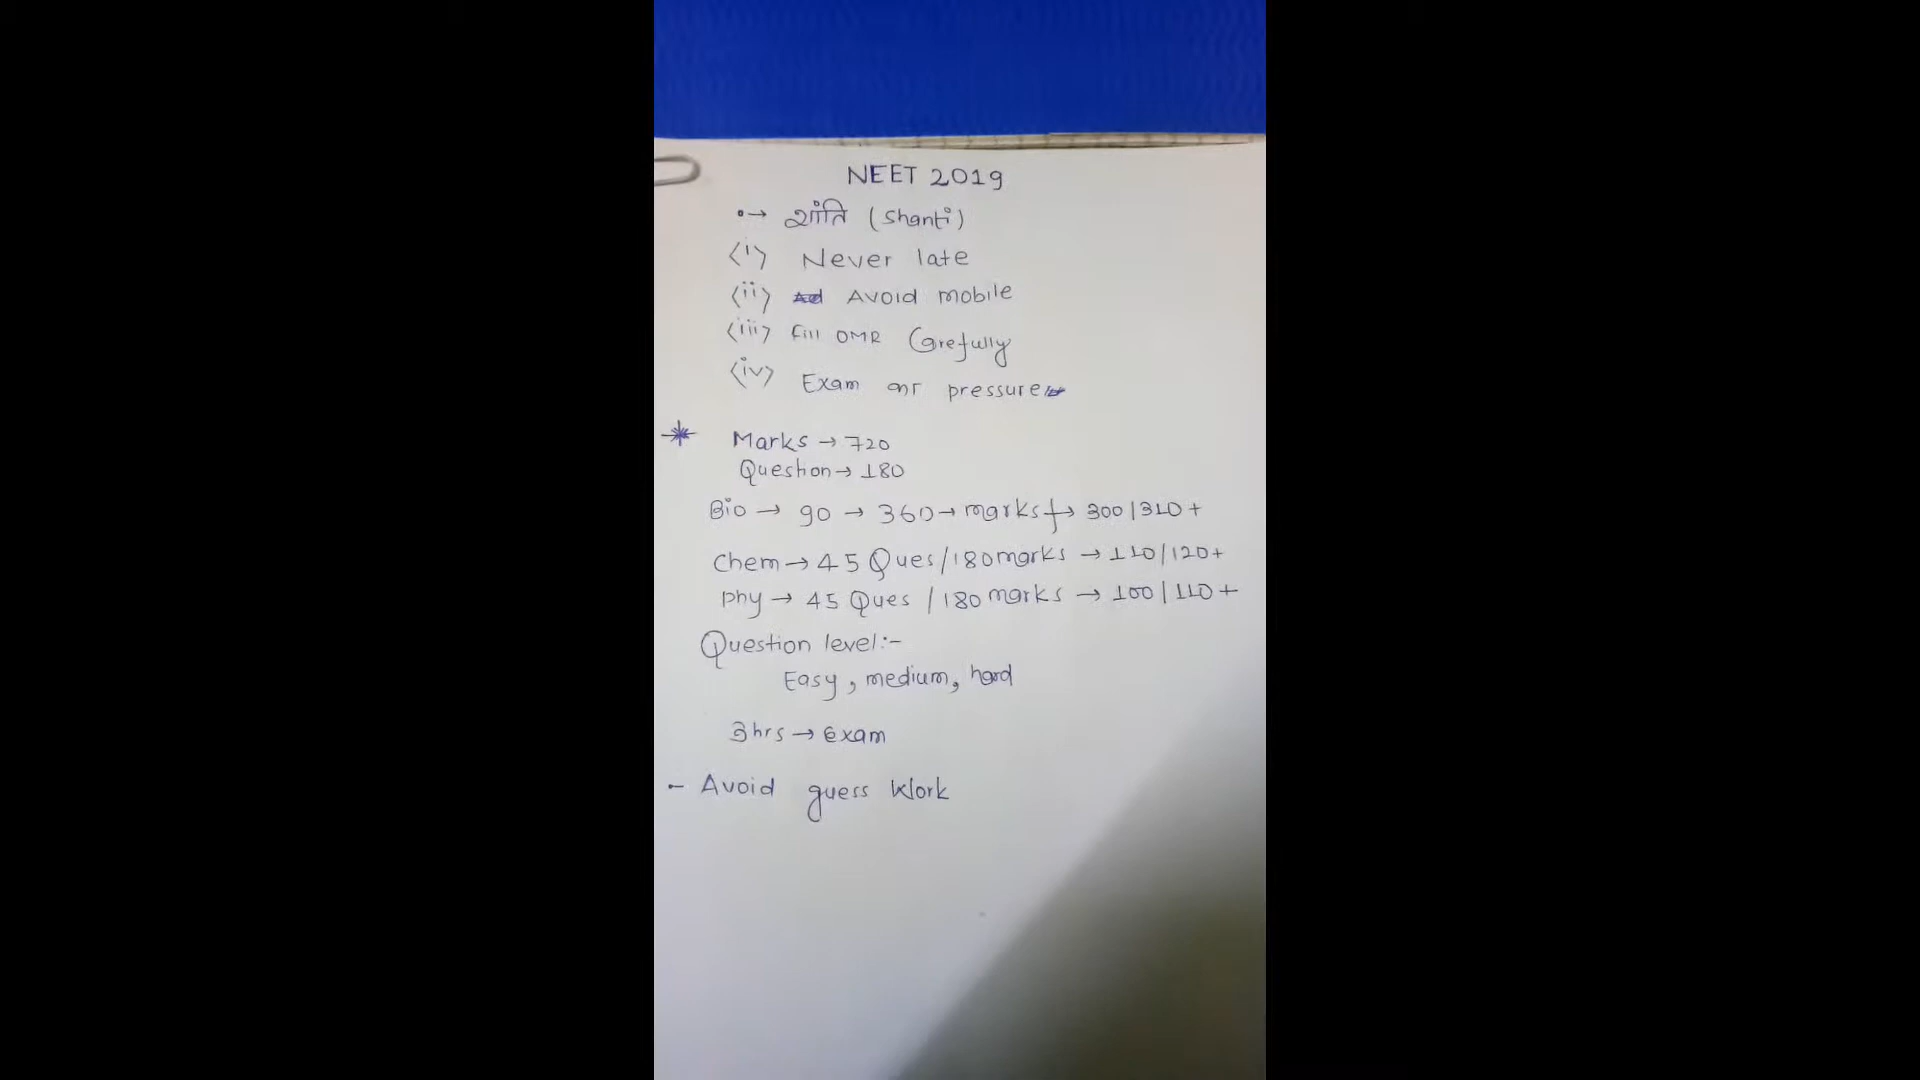 NEET 2019
•→ शांति (Shanti)
<i> Never late
<ii> Avoid mobile
<iii> Fill OMR Carefully
<iv> Exam का pressure
* Marks → 720
Question → 180
Bio → 90 → 360 → marks → 300/310+
Chem → 45 Ques/180 marks → 110/120+
Phy → 45 Ques /180 marks → 100/110+
Question level:-
Easy, medium, hard
3hrs → exam
- Avoid guess Work